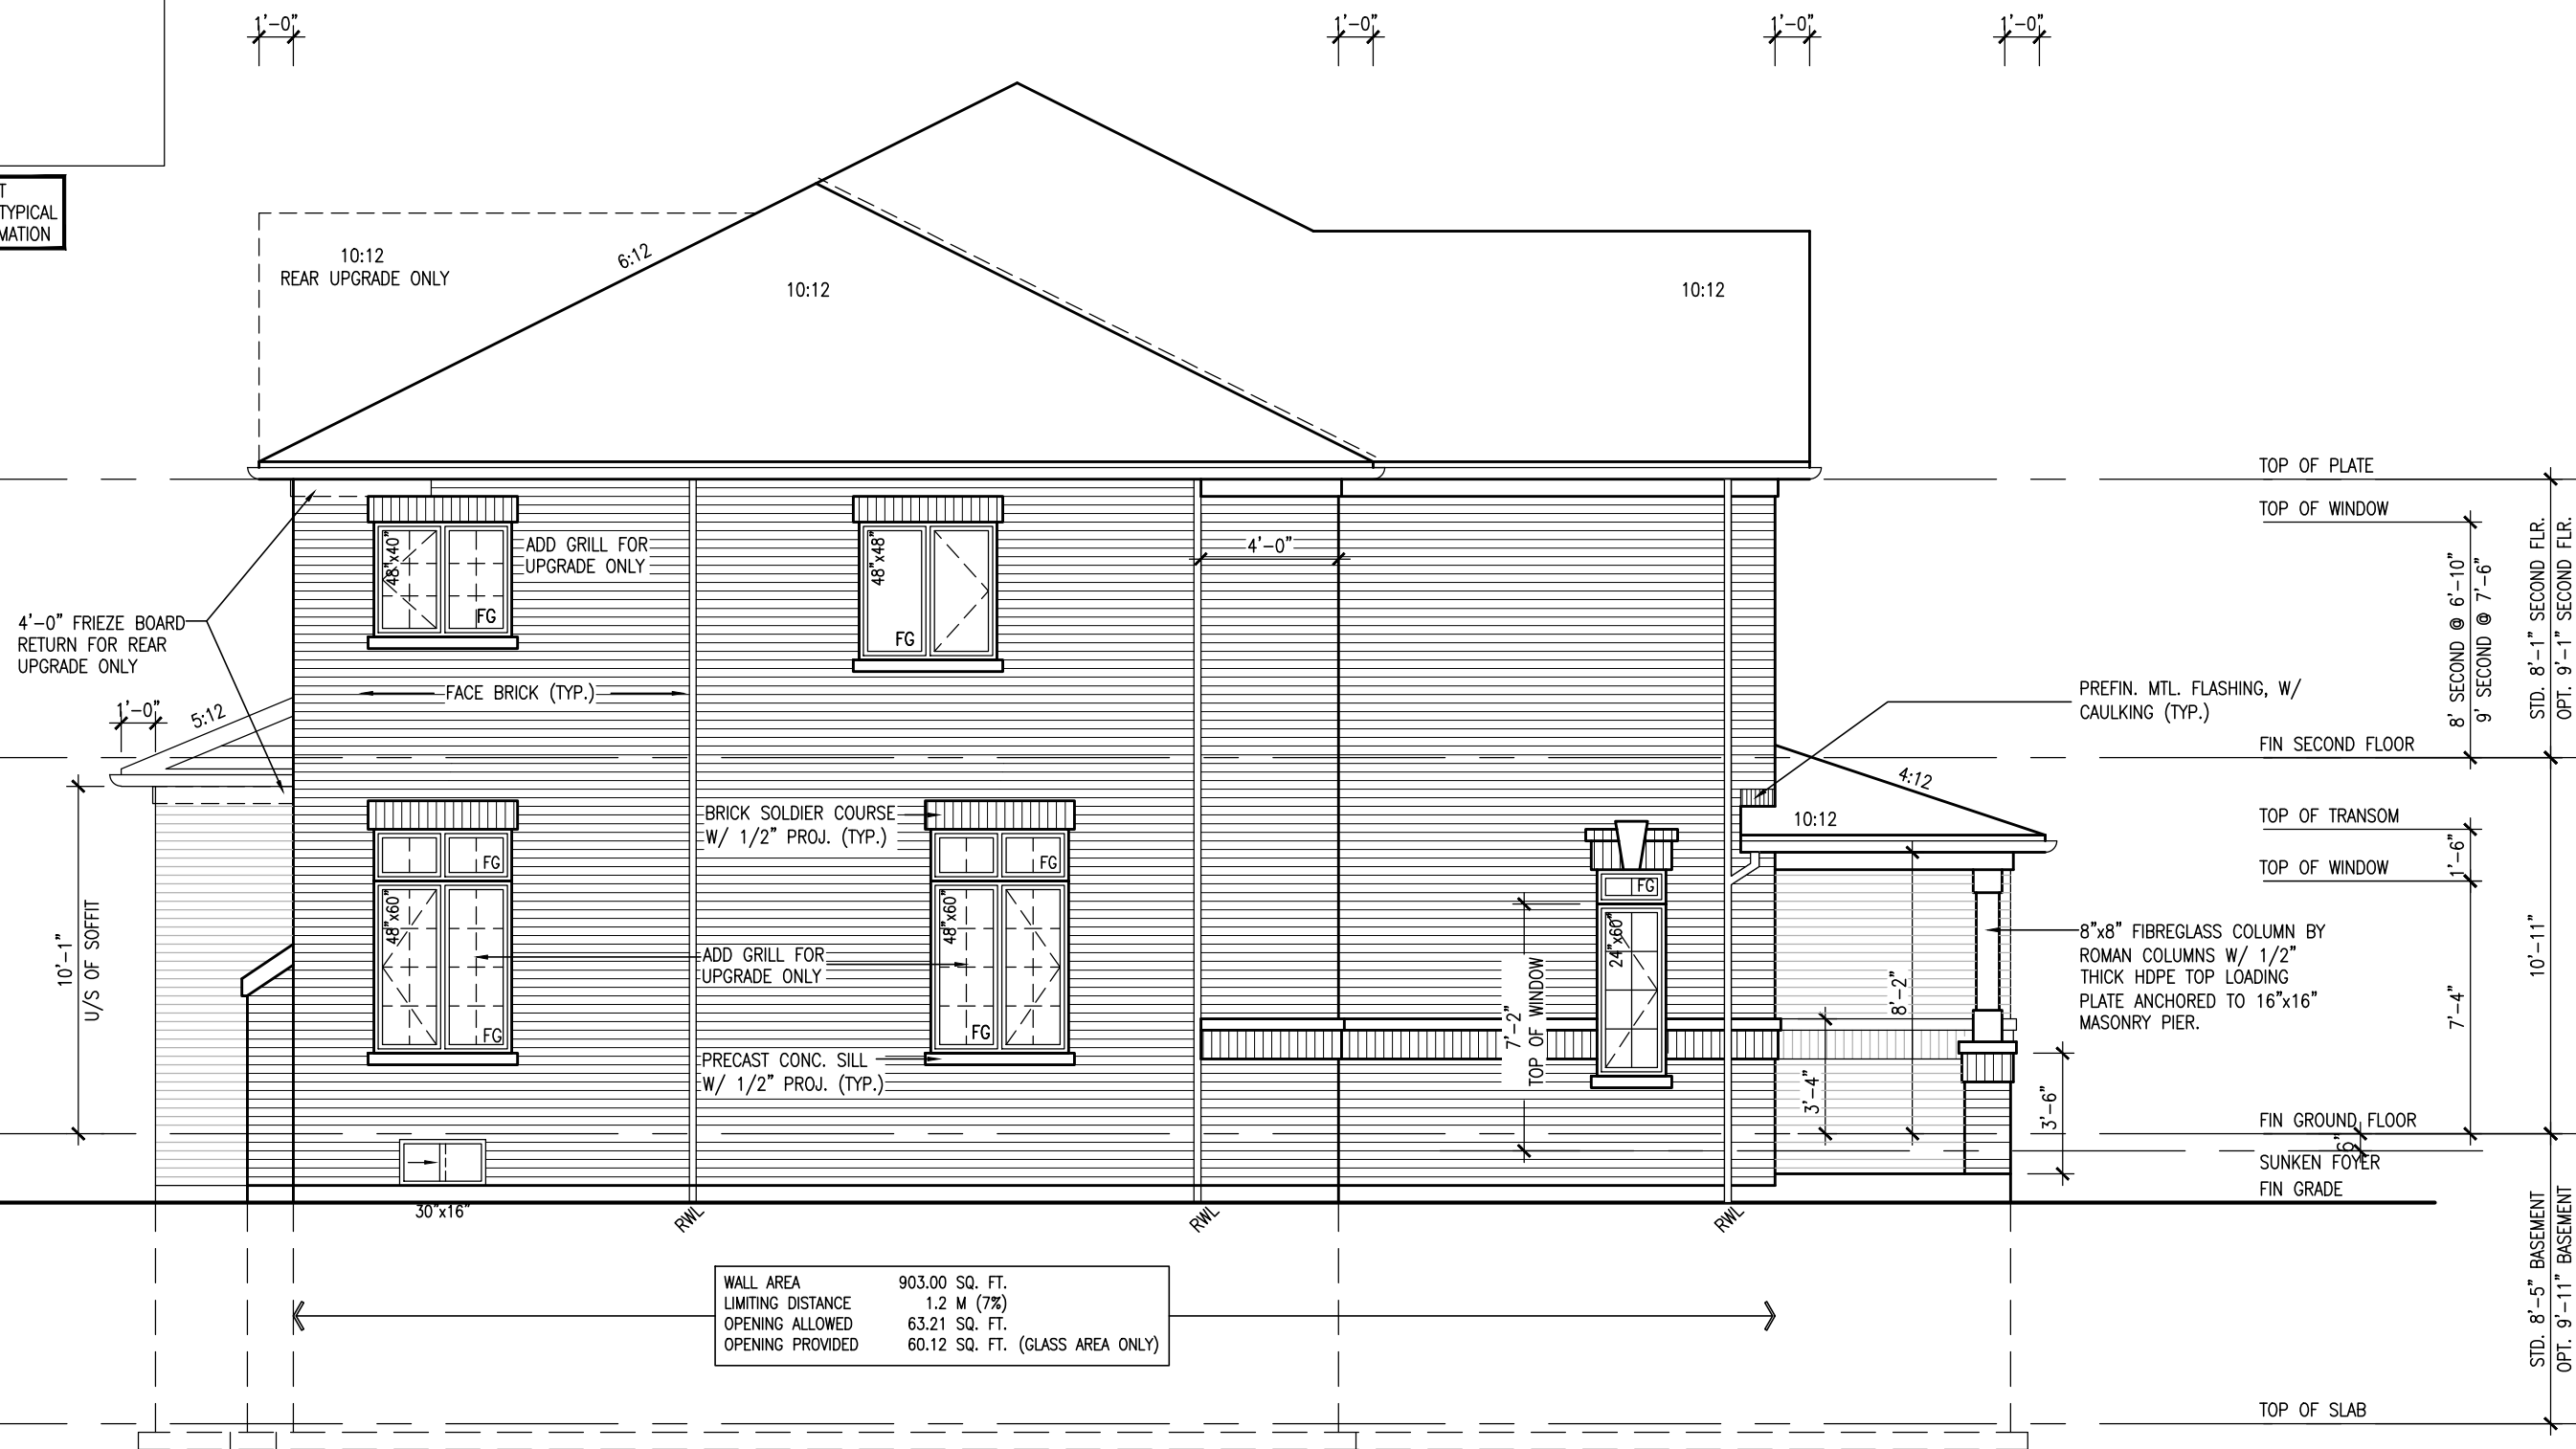 1'-0"
1'-0"
1'-0"
1'-0"
T
TYPICAL
MATION
10:12
REAR UPGRADE ONLY
6:12
10:12
10:12
TOP OF PLATE
TOP OF WINDOW
48"x40"
FG
ADD GRILL FOR
UPGRADE ONLY
48"x48"
FG
4'-0"
8' SECOND @ 6'-10"
9' SECOND @ 7'-6"
STD. 8'-1" SECOND FLR.
OPT. 9'-1" SECOND FLR.
4'-0" FRIEZE BOARD
RETURN FOR REAR
UPGRADE ONLY
FACE BRICK (TYP.)
1'-0"
5:12
PREFIN. MTL. FLASHING, W/
CAULKING (TYP.)
FIN SECOND FLOOR
4:12
10:12
BRICK SOLDIER COURSE
W/ 1/2" PROJ. (TYP.)
TOP OF TRANSOM
1'-6"
TOP OF WINDOW
FG
FG
FG
48"x60"
FG
48"x60"
FG
24"x60"
ADD GRILL FOR
UPGRADE ONLY
10'-1"
U/S OF SOFFIT
7'-2"
TOP OF WINDOW
8'-2"
3'-4"
3'-6"
8"x8" FIBREGLASS COLUMN BY
ROMAN COLUMNS W/ 1/2"
THICK HDPE TOP LOADING
PLATE ANCHORED TO 16"x16"
MASONRY PIER.
7'-4"
10'-11"
PRECAST CONC. SILL
W/ 1/2" PROJ. (TYP.)
FIN GROUND FLOOR
6"
SUNKEN FOYER
FIN GRADE
30"x16"
RWL
RWL
RWL
WALL AREA 903.00 SQ. FT.
LIMITING DISTANCE 1.2 M (7%)
OPENING ALLOWED 63.21 SQ. FT.
OPENING PROVIDED 60.12 SQ. FT. (GLASS AREA ONLY)
STD. 8'-5" BASEMENT
OPT. 9'-11" BASEMENT
TOP OF SLAB